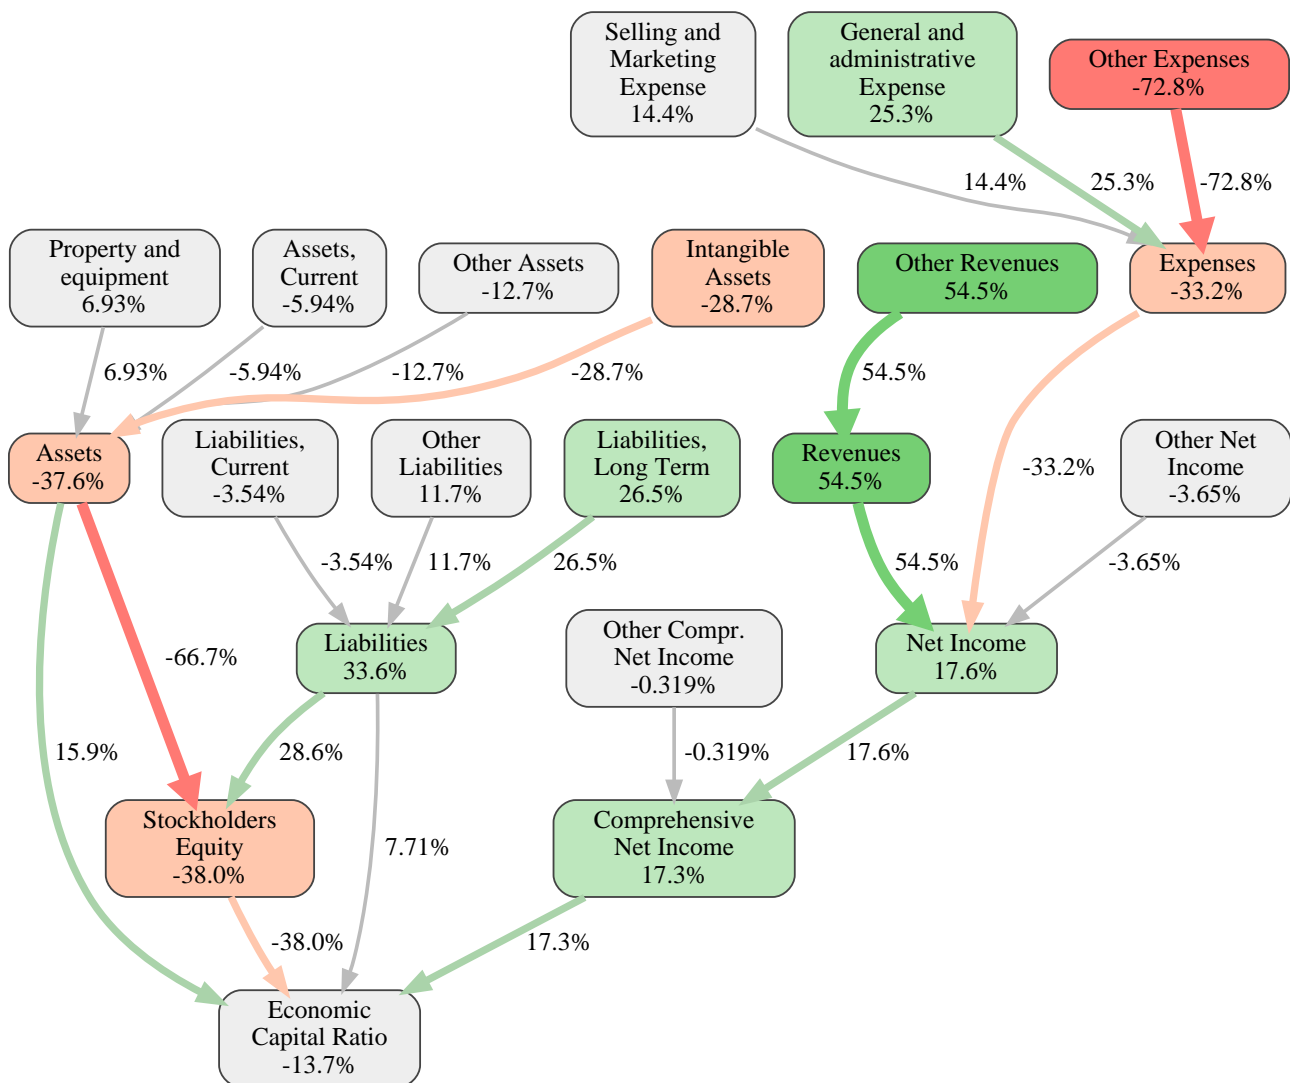 Selling and
Marketing
Expense
14.4%
General and
administrative
Expense
25.3%
Other Expenses
-72.8%
14.4%
25.3%
-72.8%
Property and
equipment
6.93%
Assets,
Current
-5.94%
Other Assets
-12.7%
Intangible
Assets
-28.7%
Other Revenues
54.5%
Expenses
-33.2%
6.93%
-5.94%
-12.7%
-28.7%
54.5%
Assets
-37.6%
Liabilities,
Current
-3.54%
Other
Liabilities
11.7%
Liabilities,
Long Term
26.5%
Revenues
54.5%
-33.2%
Other Net
Income
-3.65%
-3.54%
11.7%
26.5%
54.5%
-3.65%
-66.7%
Liabilities
33.6%
Other Compr.
Net Income
-0.319%
Net Income
17.6%
15.9%
28.6%
-0.319%
17.6%
Stockholders
Equity
-38.0%
7.71%
Comprehensive
Net Income
17.3%
-38.0%
17.3%
Economic
Capital Ratio
-13.7%